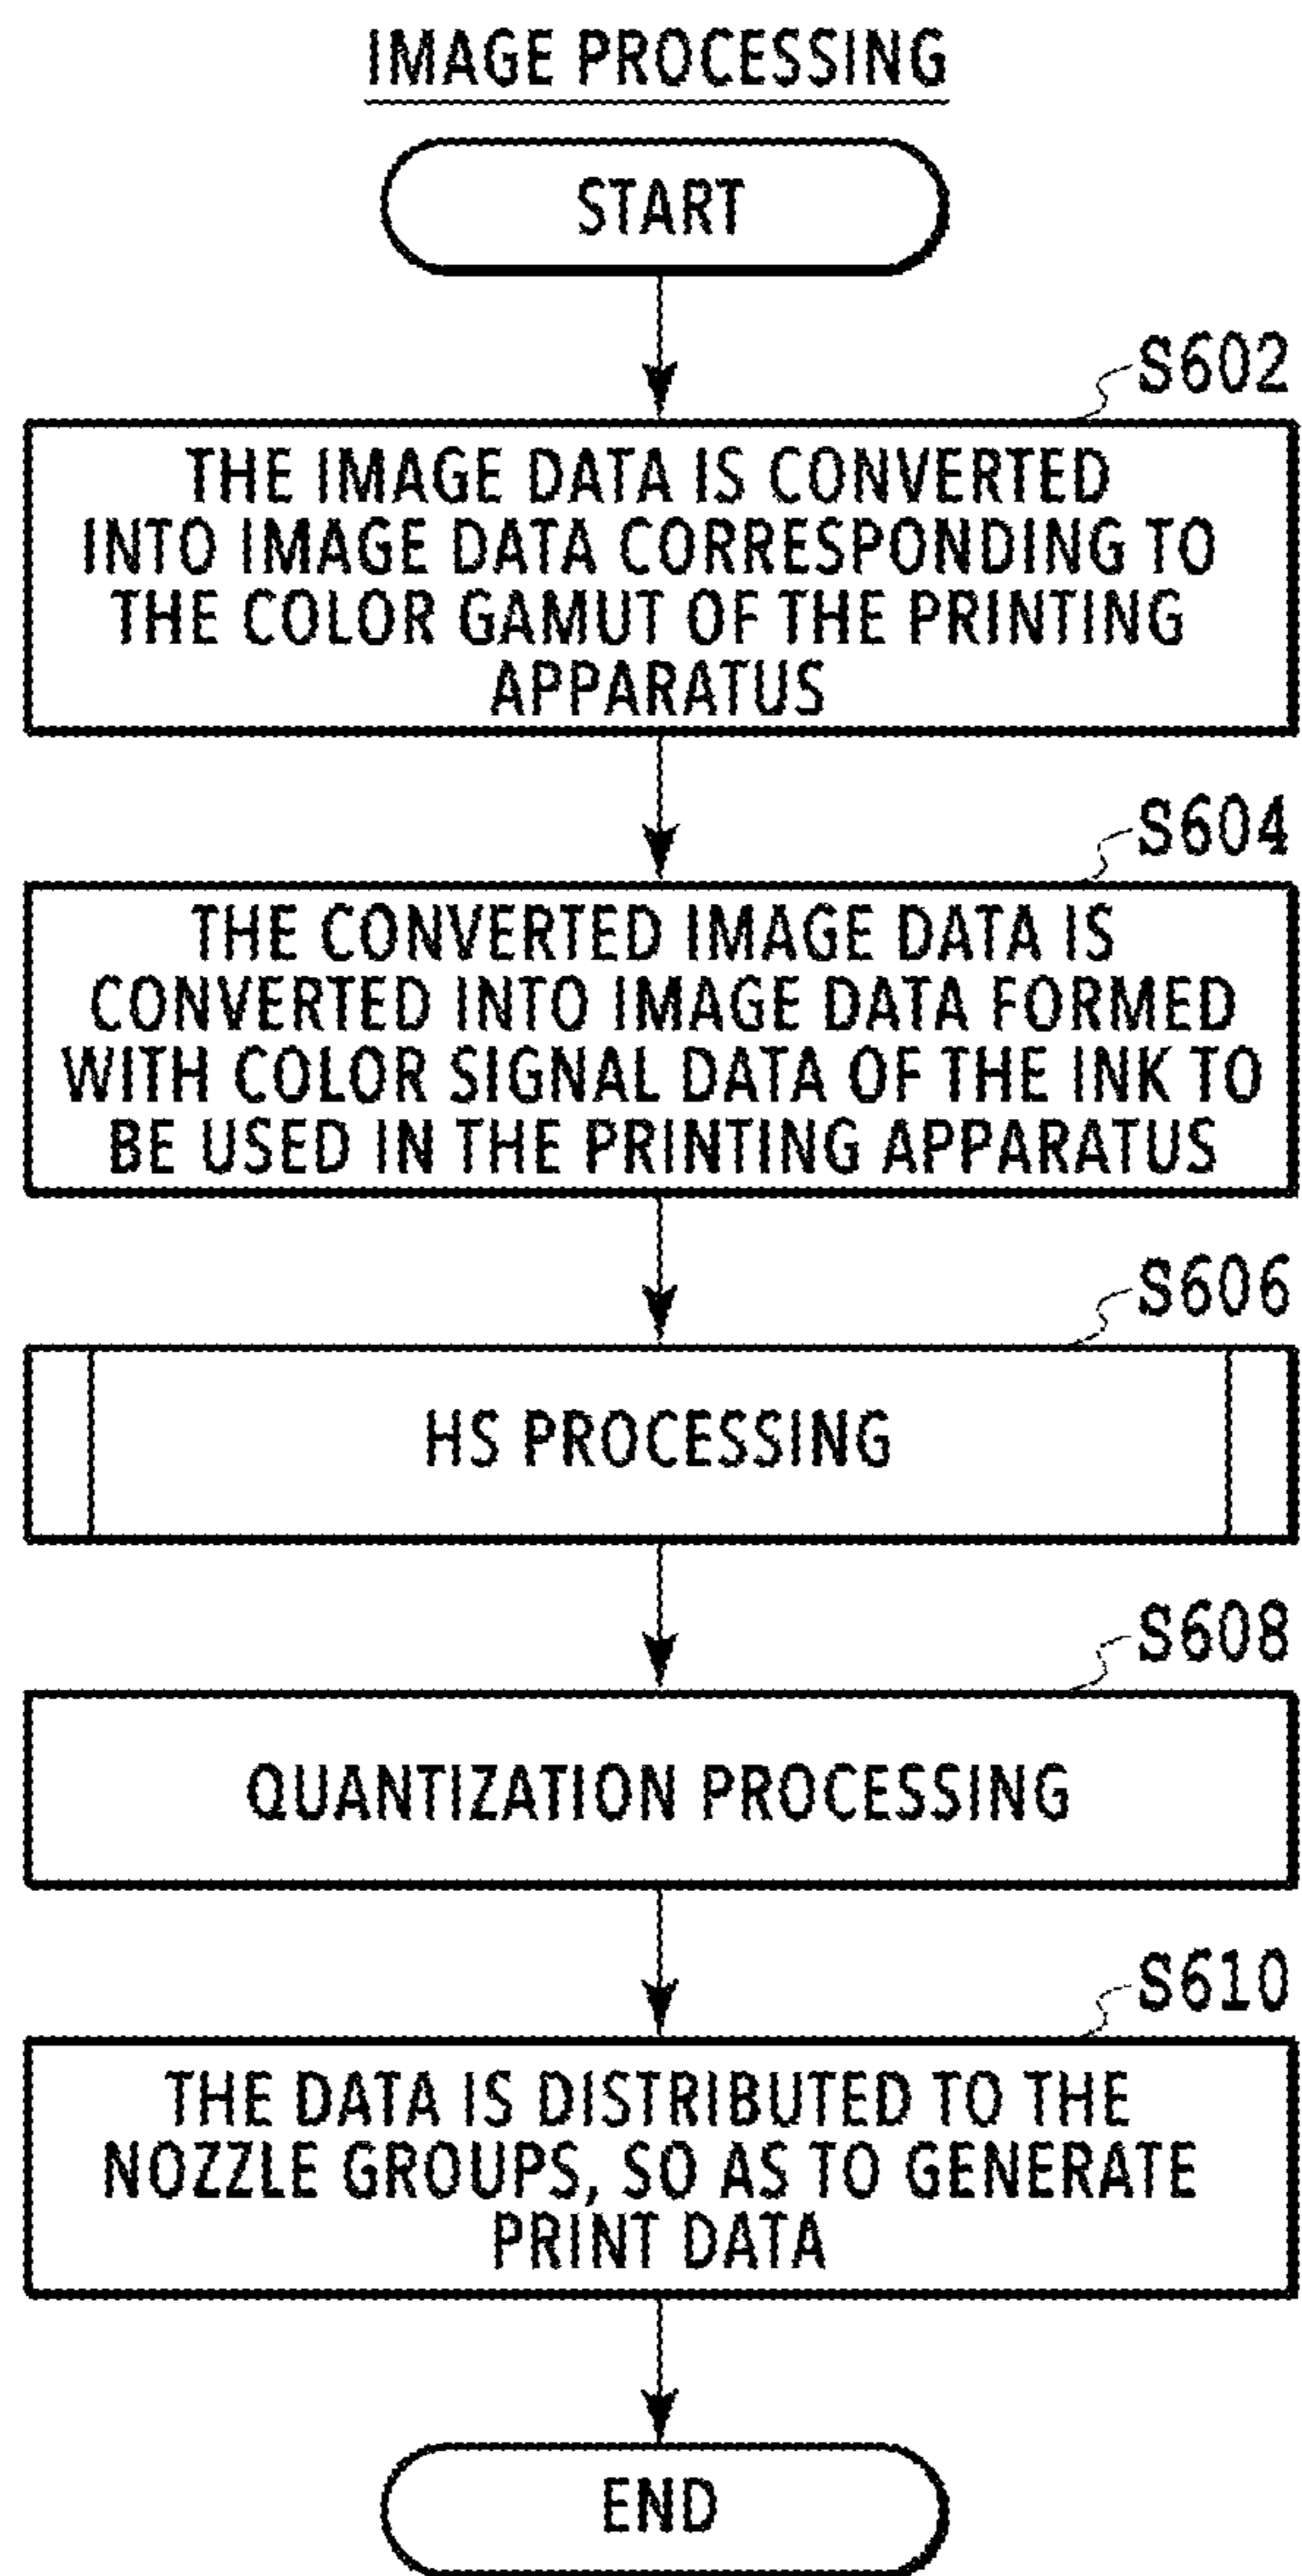 IMAGE PROCESSING
START
S602
THE IMAGE DATA IS CONVERTED
INTO IMAGE DATA CORRESPONDING TO
THE COLOR GAMUT OF THE PRINTING
APPARATUS
S604
THE CONVERTED IMAGE DATA IS
CONVERTED INTO IMAGE DATA FORMED
WITH COLOR SIGNAL DATA OF THE INK TO
BE USED IN THE PRINTING APPARATUS
S606
HS PROCESSING
S608
QUANTIZATION PROCESSING
S610
THE DATA IS DISTRIBUTED TO THE
NOZZLE GROUPS, SO AS TO GENERATE
PRINT DATA
END